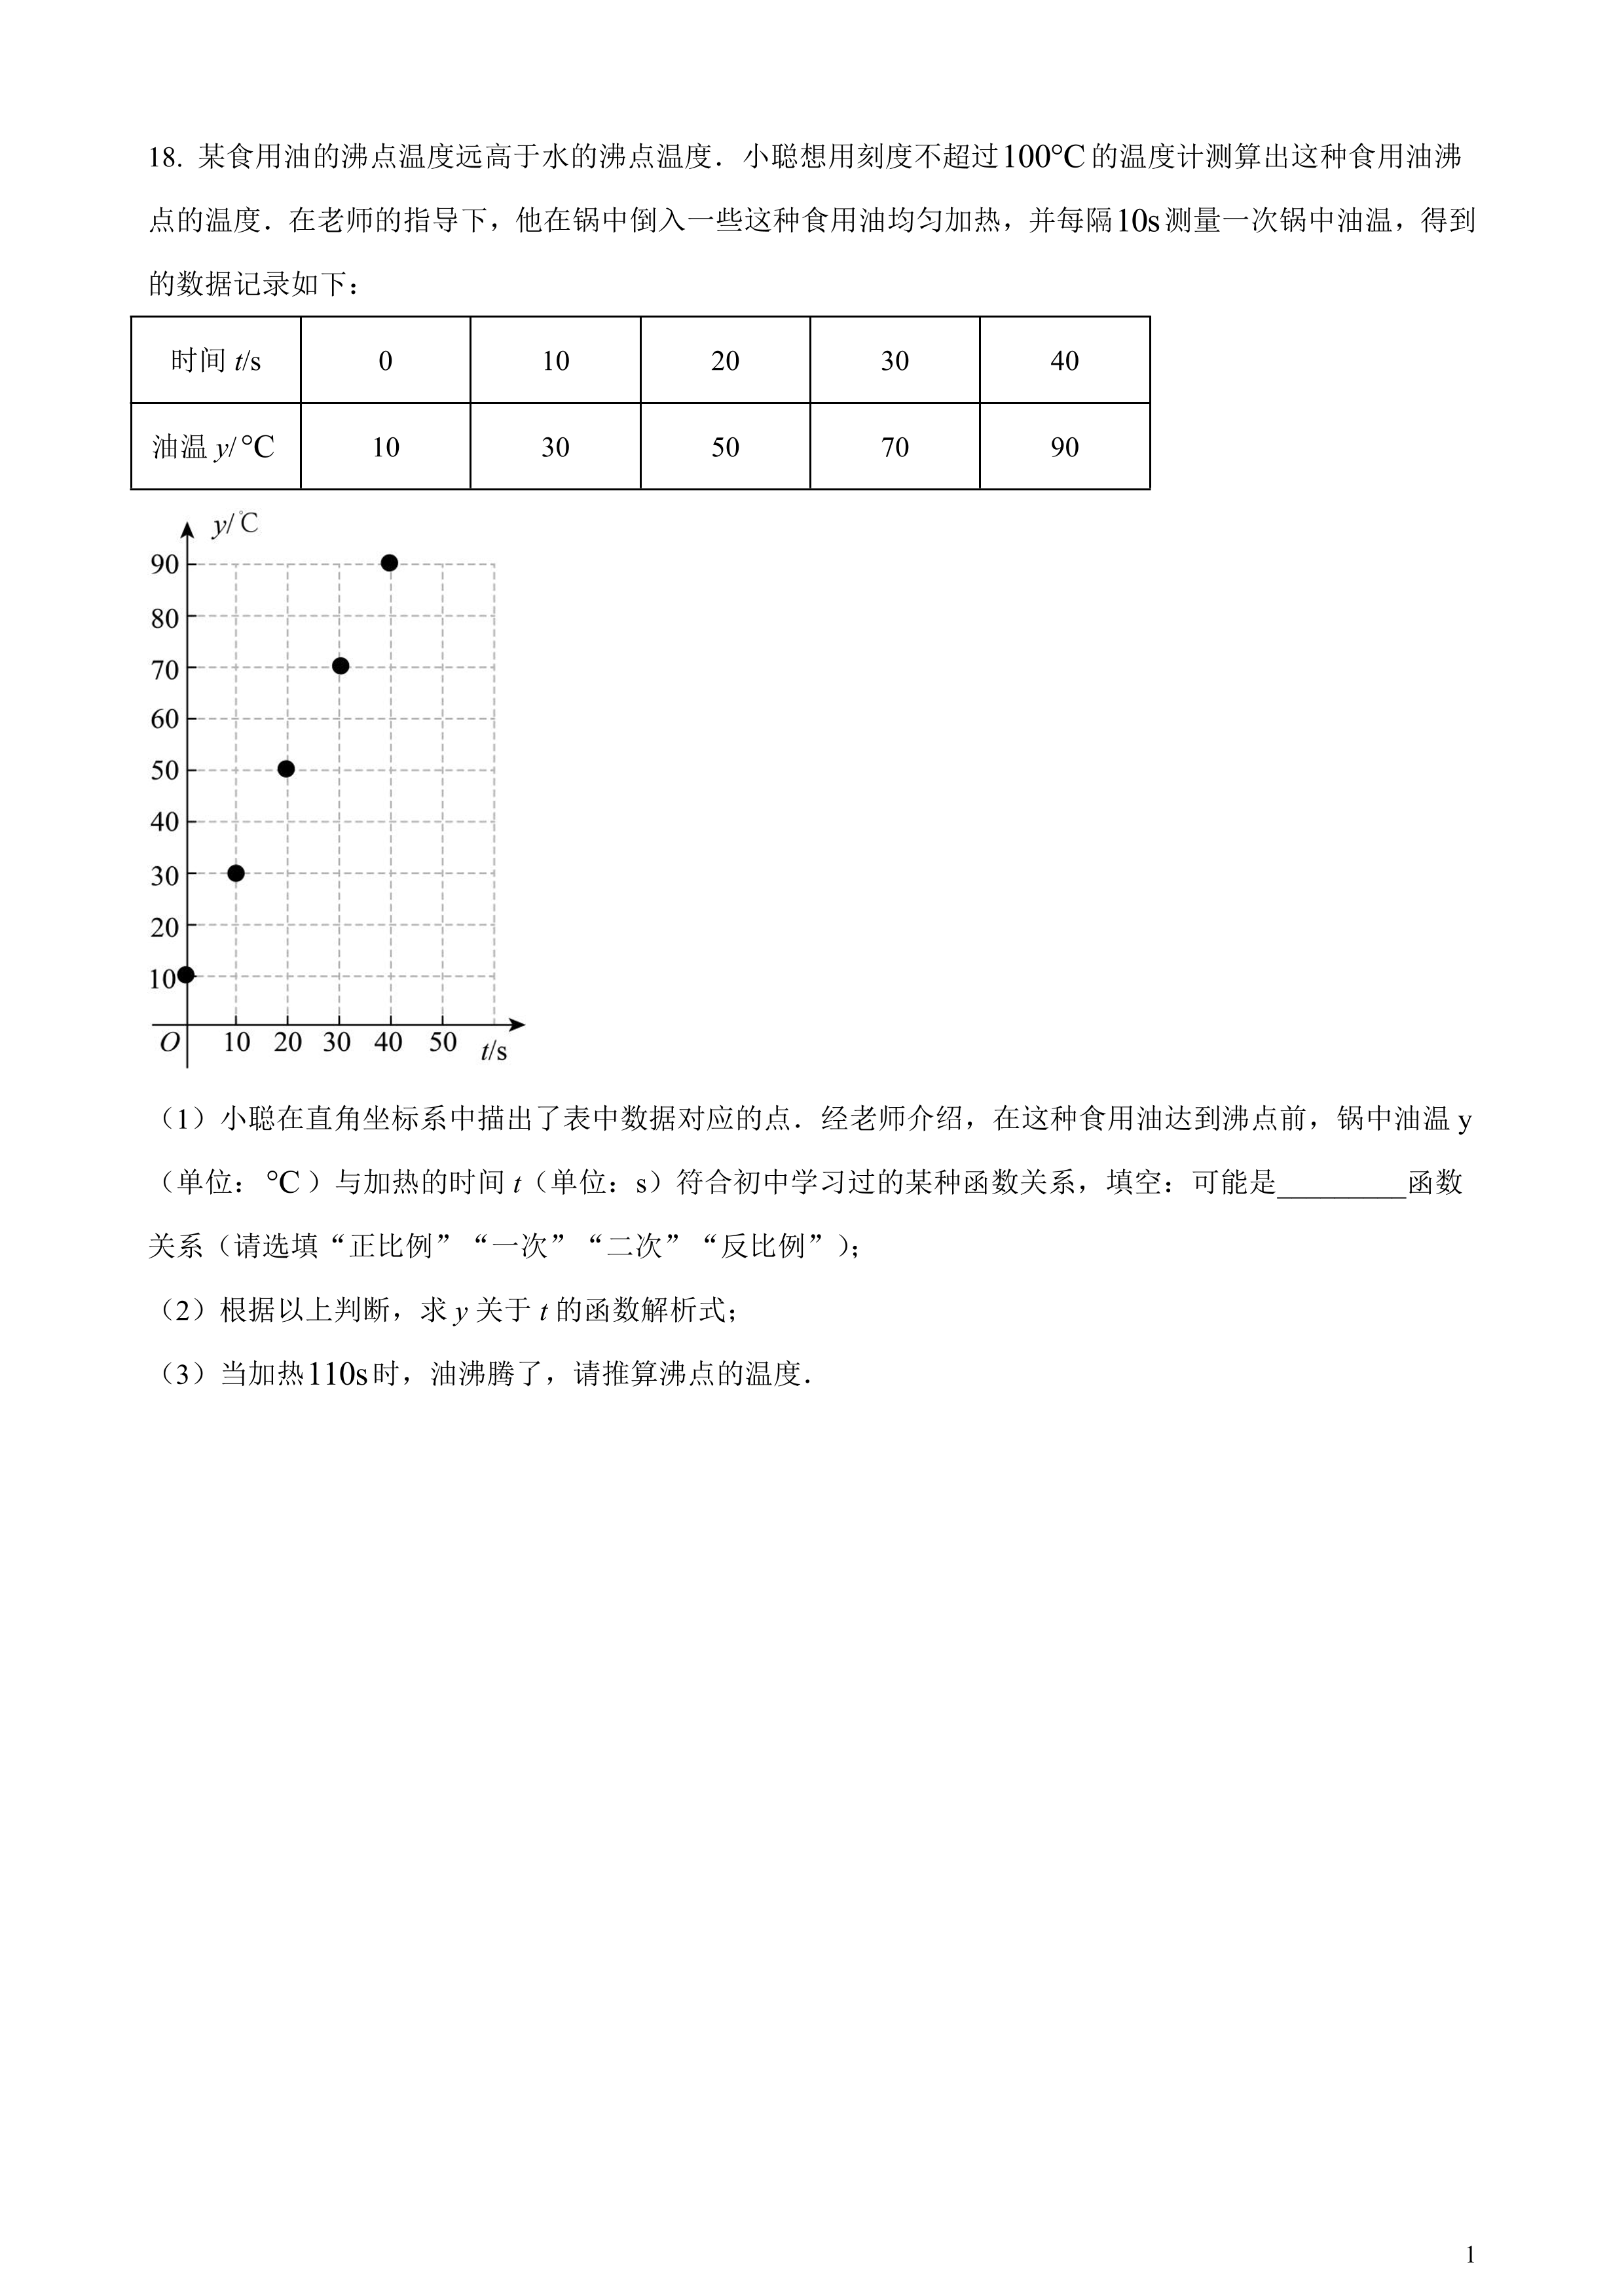 18. 某食用油的沸点温度远高于水的沸点温度．小聪想用刻度不超过100°C的温度计测算出这种食用油沸
点的温度．在老师的指导下，他在锅中倒入一些这种食用油均匀加热，并每隔10s测量一次锅中油温，得到
的数据记录如下：
时间 t/s 0 10 20 30 40
油温 y/°C 10 30 50 70 90
y/℃
90
80
70
60
50
40
30
20
10
O 10 20 30 40 50 t/s
（1）小聪在直角坐标系中描出了表中数据对应的点．经老师介绍，在这种食用油达到沸点前，锅中油温 y
（单位：°C）与加热的时间 t（单位：s）符合初中学习过的某种函数关系，填空：可能是_________函数
关系（请选填“正比例”“一次”“二次”“反比例”）；
（2）根据以上判断，求 y 关于 t 的函数解析式；
（3）当加热110s时，油沸腾了，请推算沸点的温度．
1